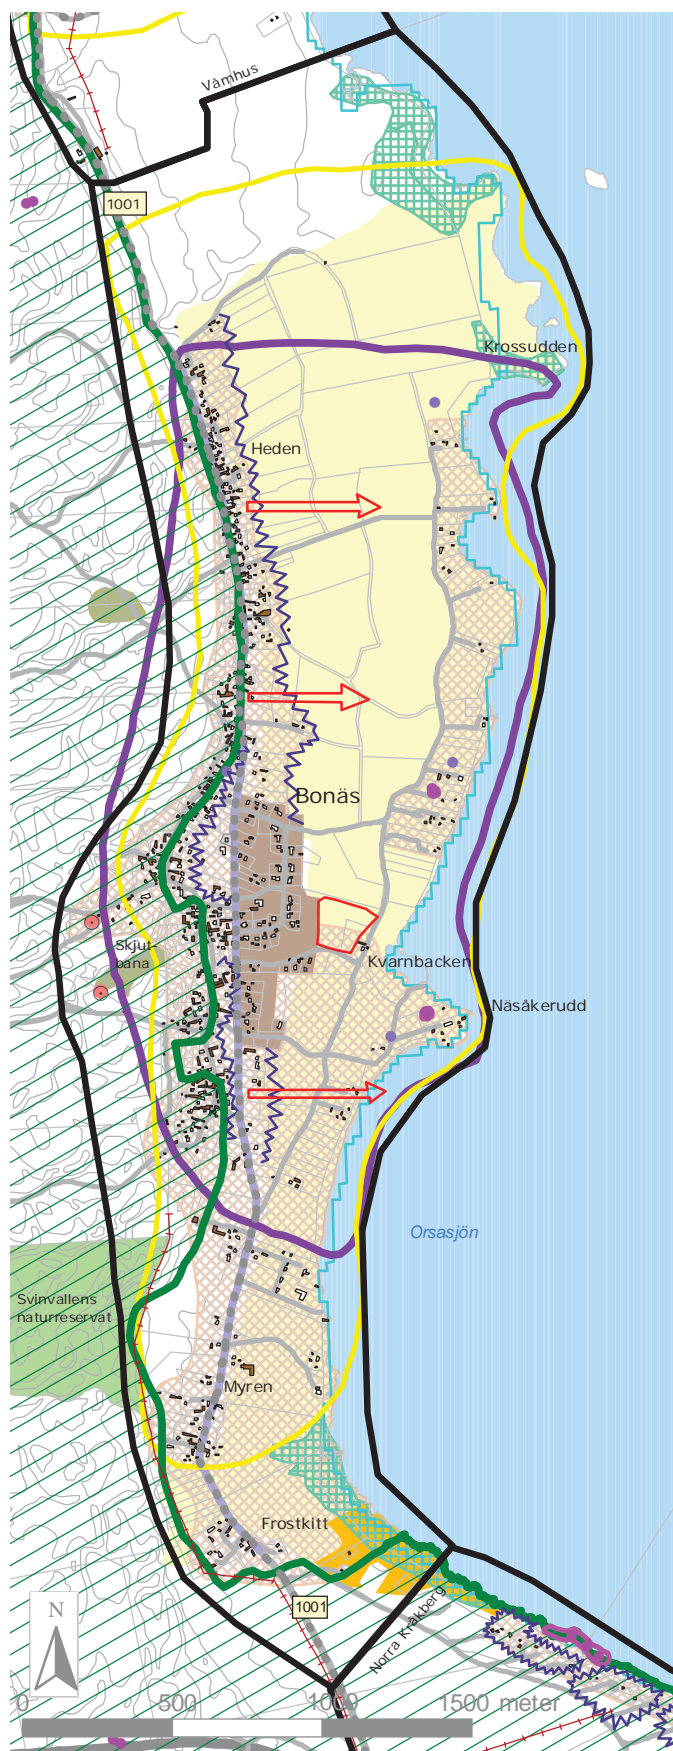 Våmhus
1001
Krossudden
Heden
Bonäs
Skjut-
bana
Kvarnbacken
Näsåkerudd
Orsasjön
Svinvallens
naturreservat
Myren
Frostkitt
1001
Norra Kråkberg
N
0 500 1000 1500 meter